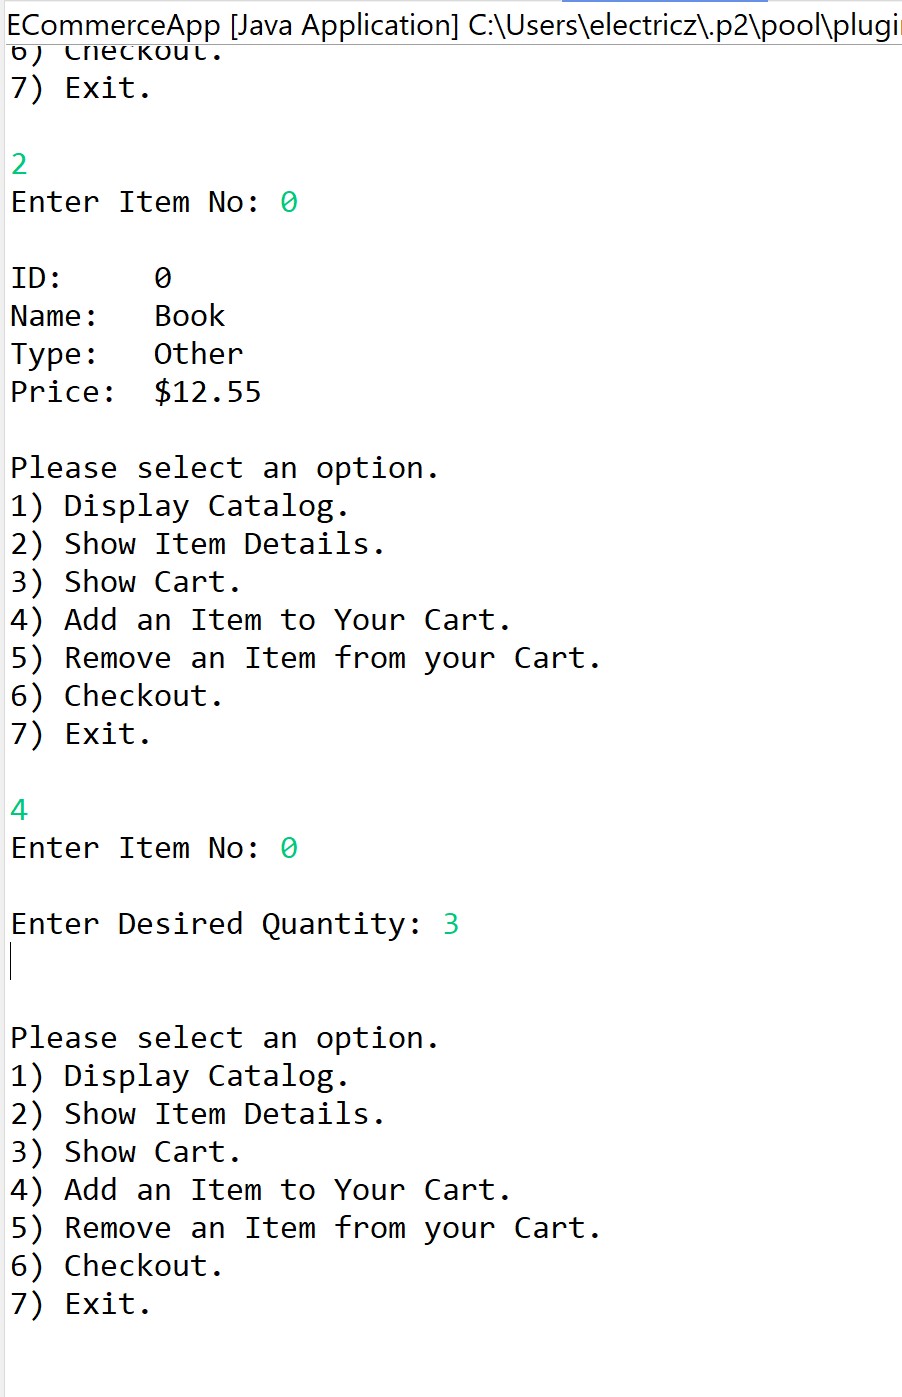 ECommerceApp [Java Application] C:\Users\electricz\.p2\pool\plugi
6) Checkout.
7) Exit.
2
Enter Item No: 0
ID:     0
Name:   Book
Type:   Other
Price:  $12.55
Please select an option.
1) Display Catalog.
2) Show Item Details.
3) Show Cart.
4) Add an Item to Your Cart.
5) Remove an Item from your Cart.
6) Checkout.
7) Exit.
4
Enter Item No: 0
Enter Desired Quantity: 3
Please select an option.
1) Display Catalog.
2) Show Item Details.
3) Show Cart.
4) Add an Item to Your Cart.
5) Remove an Item from your Cart.
6) Checkout.
7) Exit.